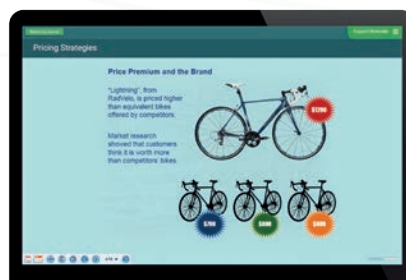 Pricing Strategies
Price Premium and the Brand
"Lightning", from
RadVelo, is priced higher
than equivalent bikes
offered by competitors.
Market research
showed that customers
think it is worth more
than competitors' bikes.
$1200